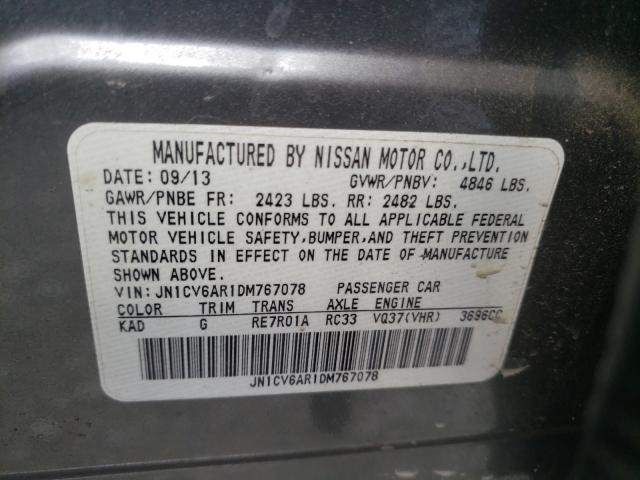 MANUFACTURED BY NISSAN MOTOR CO.,LTD.
DATE: 09/13 GVWR/PNBV: 4846 LBS.
GAWR/PNBE FR: 2423 LBS. RR: 2482 LBS.
THIS VEHICLE CONFORMS TO ALL APPLICABLE FEDERAL
MOTOR VEHICLE SAFETY,BUMPER,AND THEFT PREVENTION
STANDARDS IN EFFECT ON THE DATE OF MANUFACTURE
SHOWN ABOVE.
VIN: JN1CV6AR1DM767078 PASSENGER CAR
COLOR TRIM TRANS AXLE ENGINE
KAD G RE7R01A RC33 VQ37(VHR) 3696CC
JN1CV6AR1DM767078